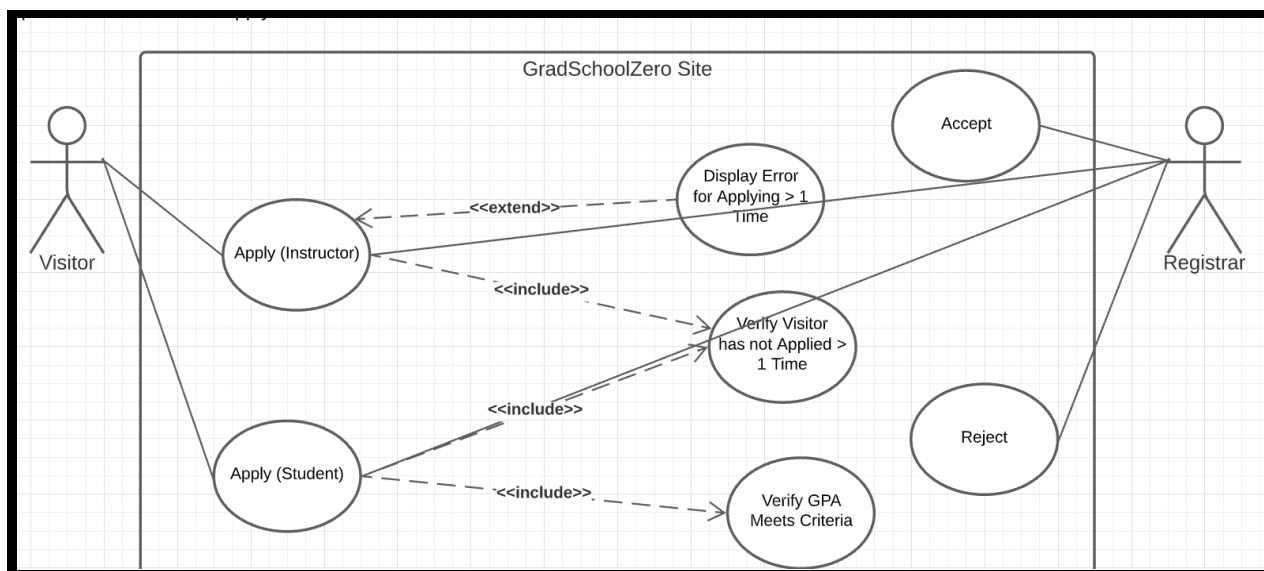 GradSchoolZero Site
Accept
Display Error
for Applying > 1
Time
<<extend>>
Apply (Instructor)
Visitor
Registrar
<<include>>
Verify Visitor
has not Applied >
1 Time
<<include>>
Reject
Apply (Student)
<<include>>
Verify GPA
Meets Criteria